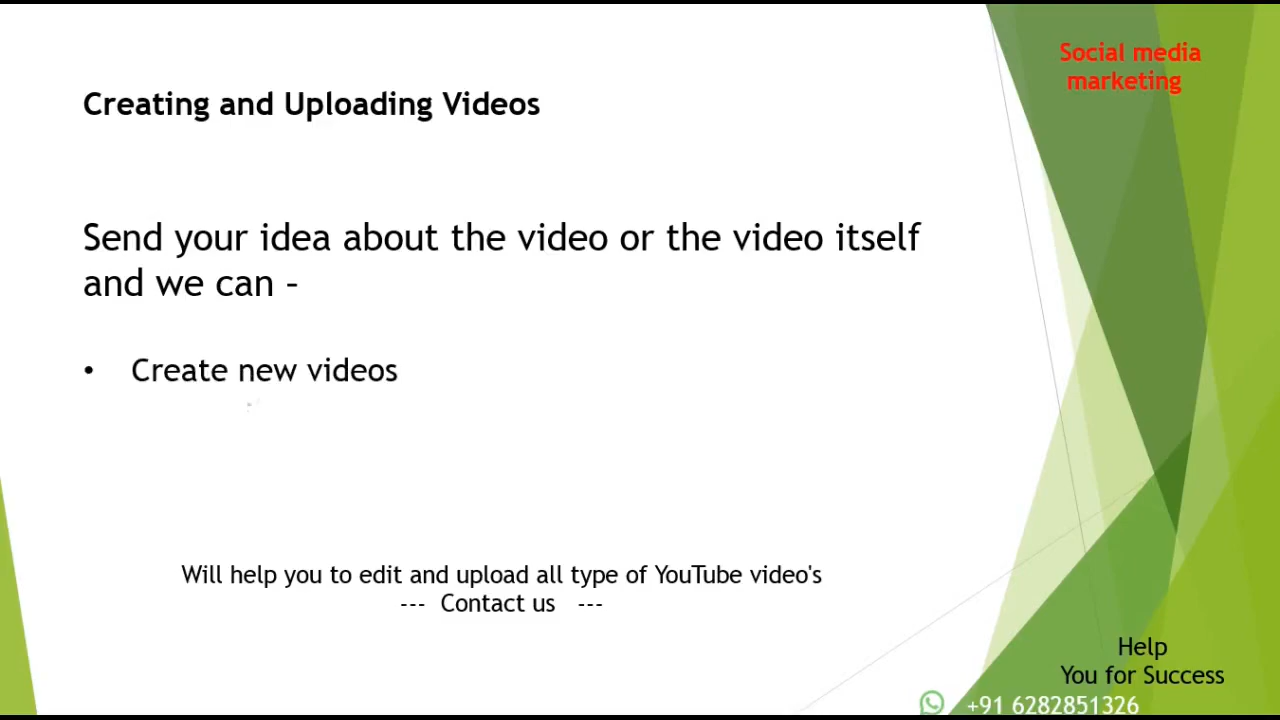 Social media
marketing
Creating and Uploading Videos
Send your idea about the video or the video itself
and we can –
• Create new videos
Will help you to edit and upload all type of YouTube video's
--- Contact us ---
Help
You for Success
+91 6282851326